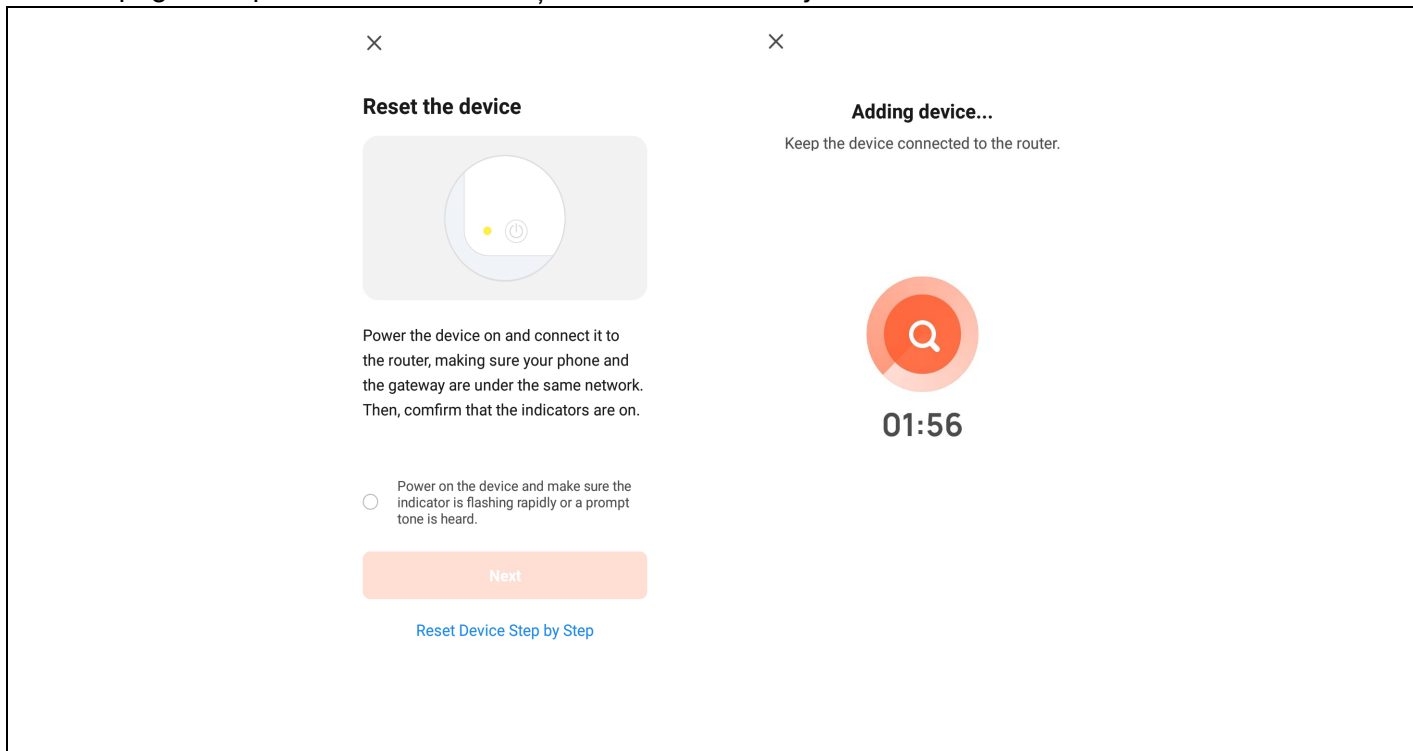 Reset the device
Power the device on and connect it to
the router, making sure your phone and
the gateway are under the same network.
Then, comfirm that the indicators are on.
Power on the device and make sure the
indicator is flashing rapidly or a prompt
tone is heard.
Next
Reset Device Step by Step
Adding device...
Keep the device connected to the router.
01:56